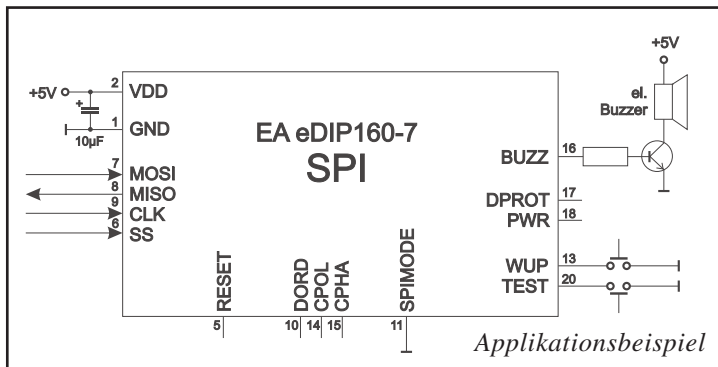 +5V
el.
Buzzer
+5V
10µF
2 VDD
1 GND
7 MOSI
8 MISO
9 CLK
6 SS
EA eDIP160-7
SPI
BUZZ 16
DPROT 17
PWR 18
WUP 13
TEST 20
RESET
DORD
CPOL
CPHA
SPIMODE
5
10
14
15
11
+
Applikationsbeispiel